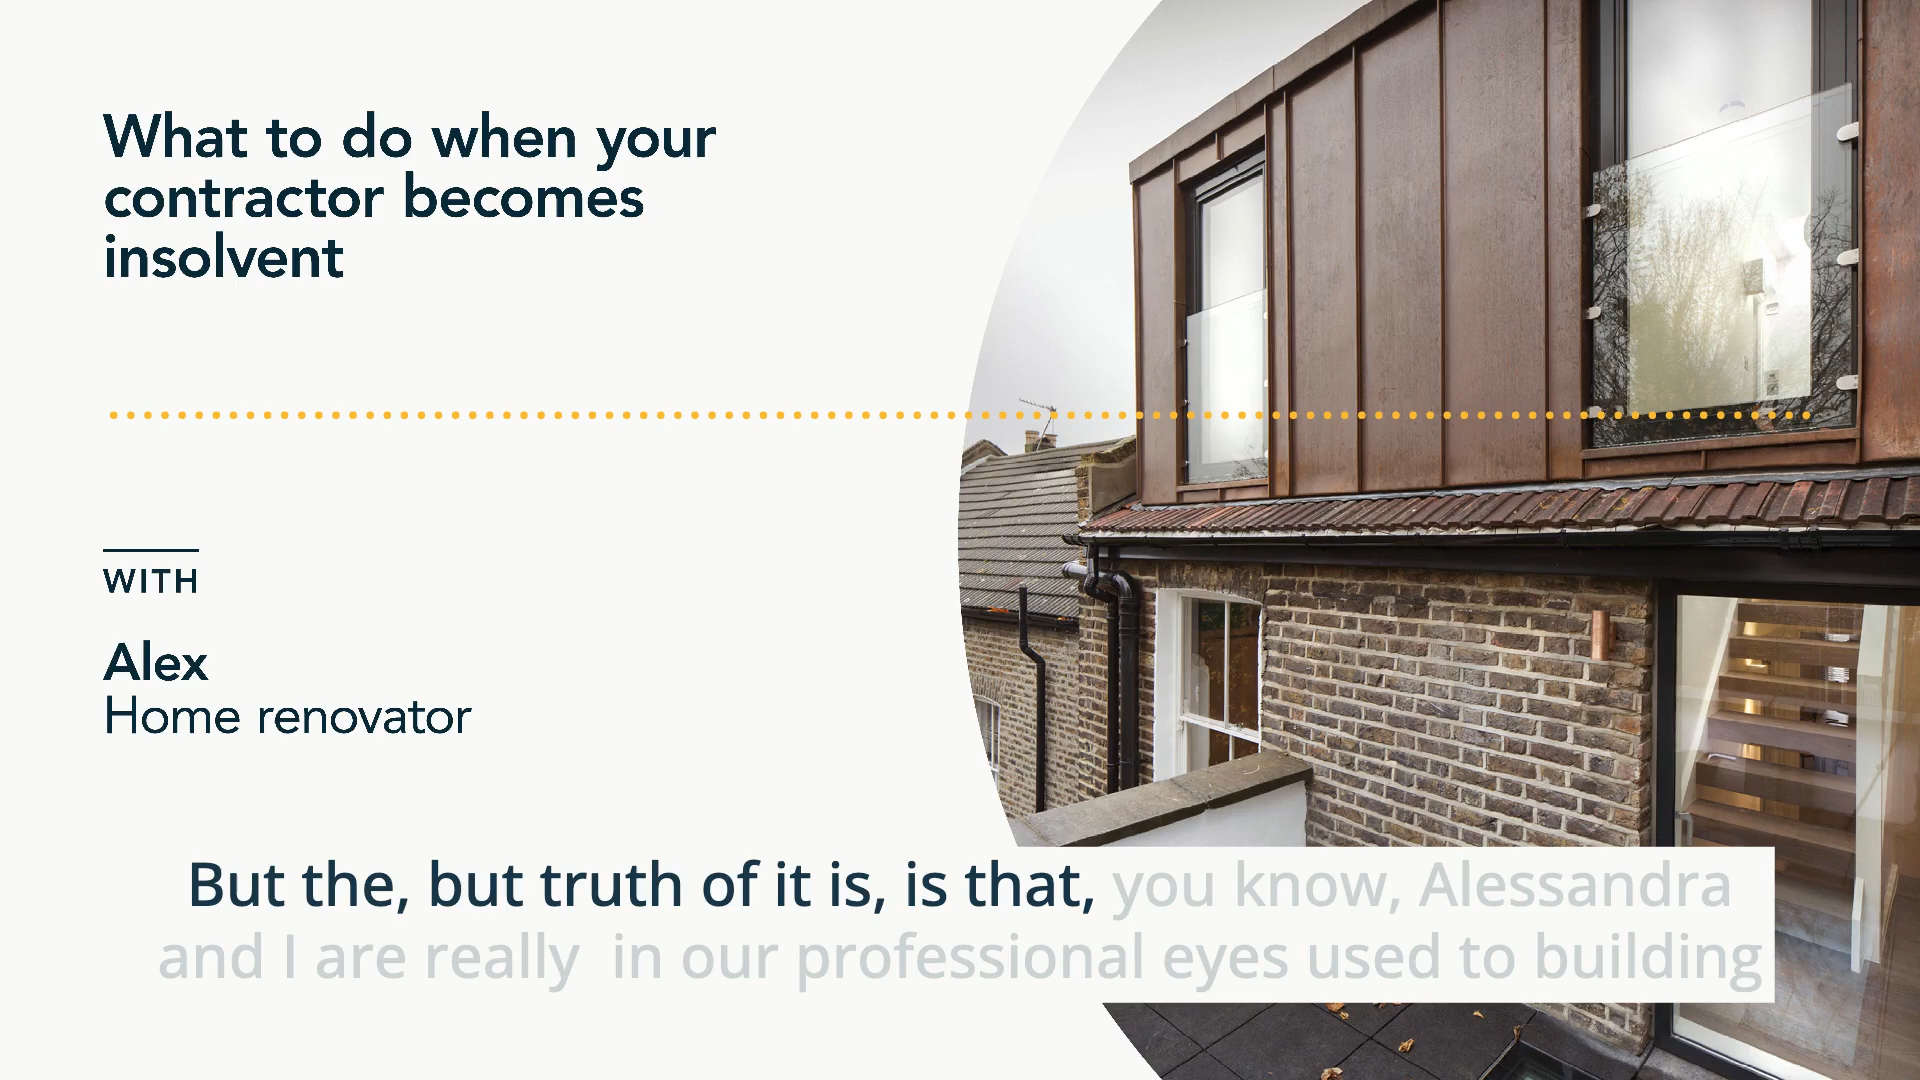 What to do when your
contractor becomes
insolvent
WITH
Alex
Home renovator
But the, but truth of it is, is that, you know, Alessandra
and I are really  in our professional eyes used to building